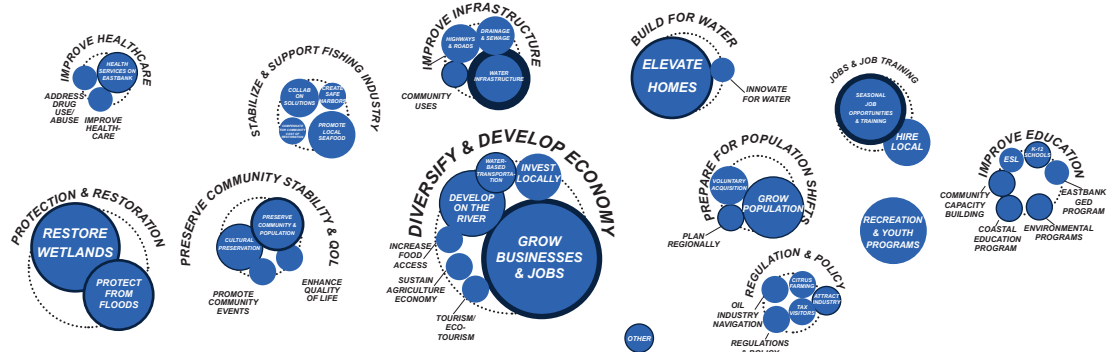 IMPROVE HEALTHCARE
HEALTH
SERVICES ON
EASTBANK
ADDRESS
DRUG
USE/
ABUSE
IMPROVE
HEALTH-
CARE
STABILIZE & SUPPORT FISHING INDUSTRY
COLLAB
ON
SOLUTIONS
CREATE
SAFE
HARBORS
PROMOTE
LOCAL
SEAFOOD
IMPROVE INFRASTRUCTURE
HIGHWAYS
& ROADS
DRAINAGE
& SEWAGE
WATER
INFRASTRUCTURE
COMMUNITY
USES
BUILD FOR WATER
ELEVATE
HOMES
INNOVATE
FOR WATER
JOBS & JOB TRAINING
SEASONAL
JOB
OPPORTUNITIES
& TRAINING
HIRE
LOCAL
IMPROVE EDUCATION
ESL
K-12
SCHOOLS
COMMUNITY
CAPACITY
BUILDING
EASTBANK
GED
PROGRAM
COASTAL
EDUCATION
PROGRAM
ENVIRONMENTAL
PROGRAMS
PROTECTION & RESTORATION
RESTORE
WETLANDS
PROTECT
FROM
FLOODS
PRESERVE COMMUNITY STABILITY & QOL
PRESERVE
COMMUNITY &
POPULATION
CULTURAL
PRESERVATION
PROMOTE
COMMUNITY
EVENTS
ENHANCE
QUALITY
OF LIFE
DIVERSIFY & DEVELOP ECONOMY
WATER-
BASED
TRANSPORTA-
TION
INVEST
LOCALLY
DEVELOP
ON THE
RIVER
GROW
BUSINESSES
& JOBS
INCREASE
FOOD
ACCESS
SUSTAIN
AGRICULTURE
ECONOMY
TOURISM/
ECO-
TOURISM
PREPARE FOR POPULATION SHIFTS
VOLUNTARY
ACQUISITION
GROW
POPULATION
PLAN
REGIONALLY
RECREATION
& YOUTH
PROGRAMS
REGULATION & POLICY
CITRUS
FARMING
ATTRACT
INDUSTRY
TAX
VISITORS
OIL
INDUSTRY
NAVIGATION
REGULATIONS
& POLICY
OTHER